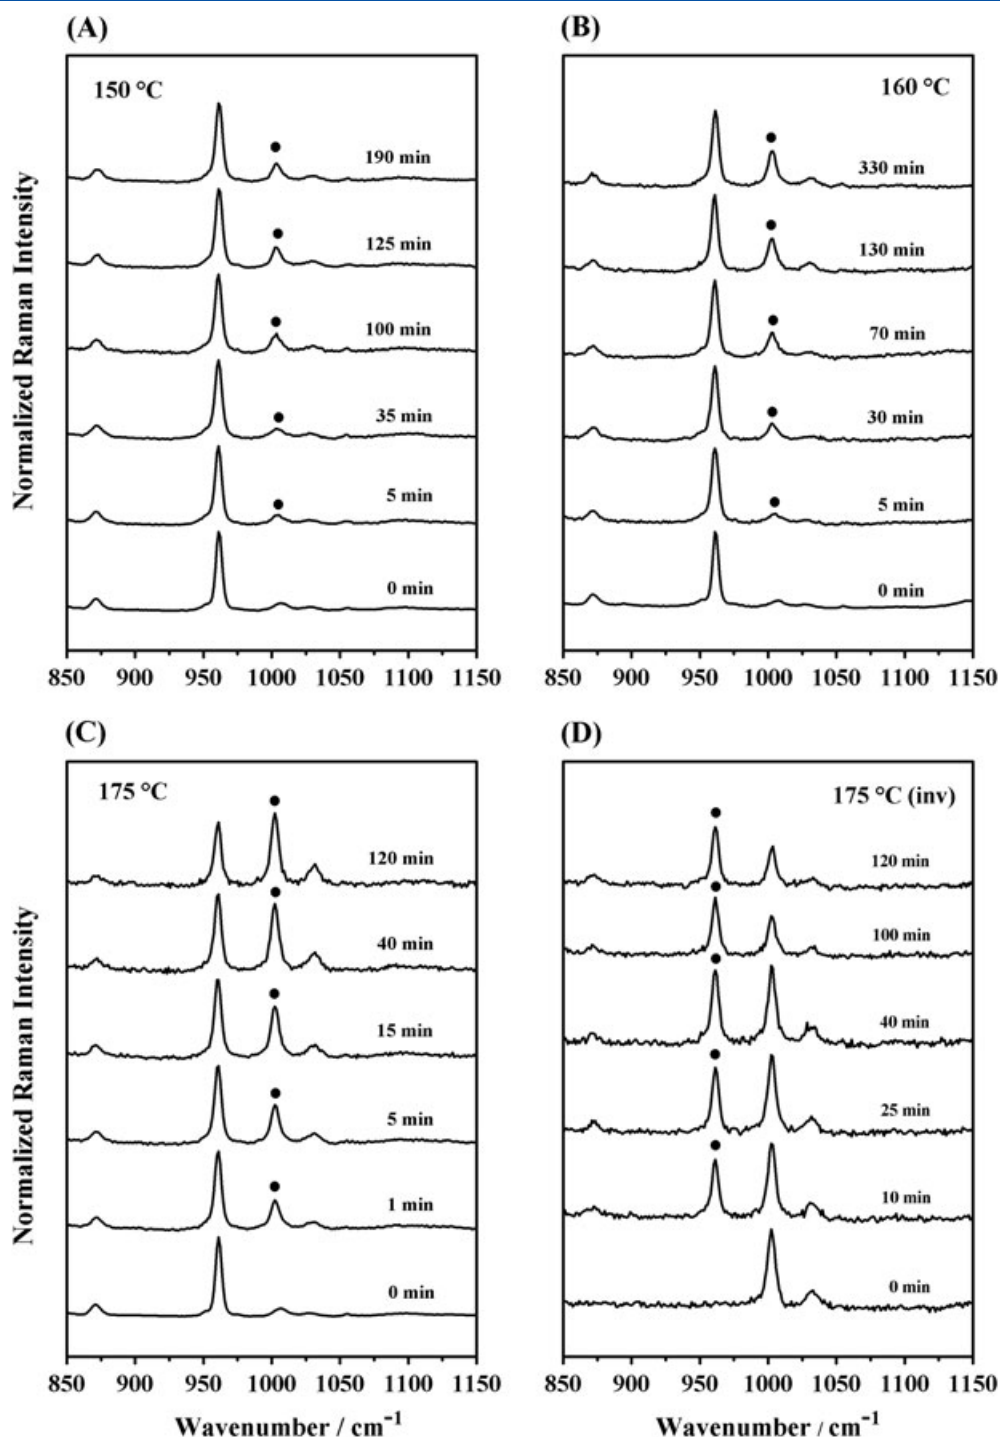 (A)
Normalized Raman Intensity
150 °C
190 min
125 min
100 min
35 min
5 min
0 min
850 900 950 1000 1050 1100 1150
(B)
160 °C
330 min
130 min
70 min
30 min
5 min
0 min
850 900 950 1000 1050 1100 1150
(C)
Normalized Raman Intensity
175 °C
120 min
40 min
15 min
5 min
1 min
0 min
850 900 950 1000 1050 1100 1150
Wavenumber / cm⁻¹
(D)
175 °C (inv)
120 min
100 min
40 min
25 min
10 min
0 min
850 900 950 1000 1050 1100 1150
Wavenumber / cm⁻¹